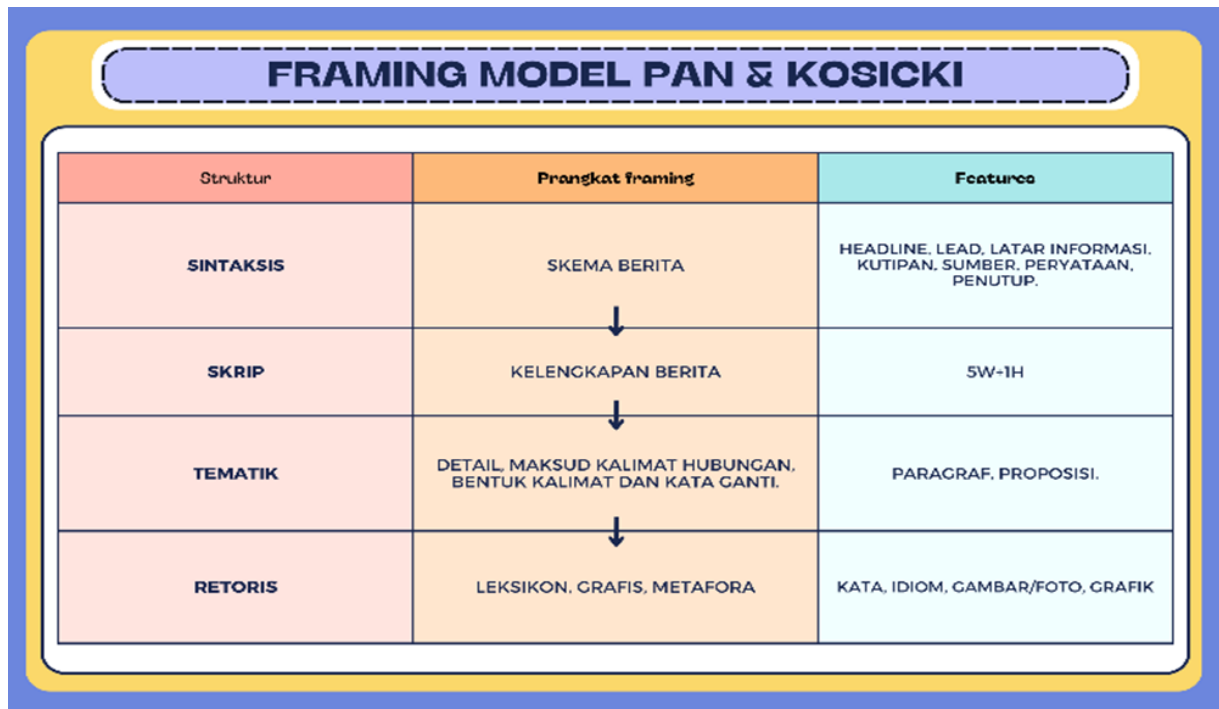 FRAMING MODEL PAN & KOSICKI
Struktur
Prangkat framing
Features
SINTAKSIS
SKEMA BERITA
HEADLINE, LEAD, LATAR INFORMASI.
KUTIPAN, SUMBER, PERYATAAN,
PENUTUP.
SKRIP
KELENGKAPAN BERITA
5W+1H
TEMATIK
DETAIL, MAKSUD KALIMAT HUBUNGAN,
BENTUK KALIMAT DAN KATA GANTI.
PARAGRAF. PROPOSISI.
RETORIS
LEKSIKON. GRAFIS, METAFORA
KATA, IDIOM, GAMBAR/FOTO, GRAFIK